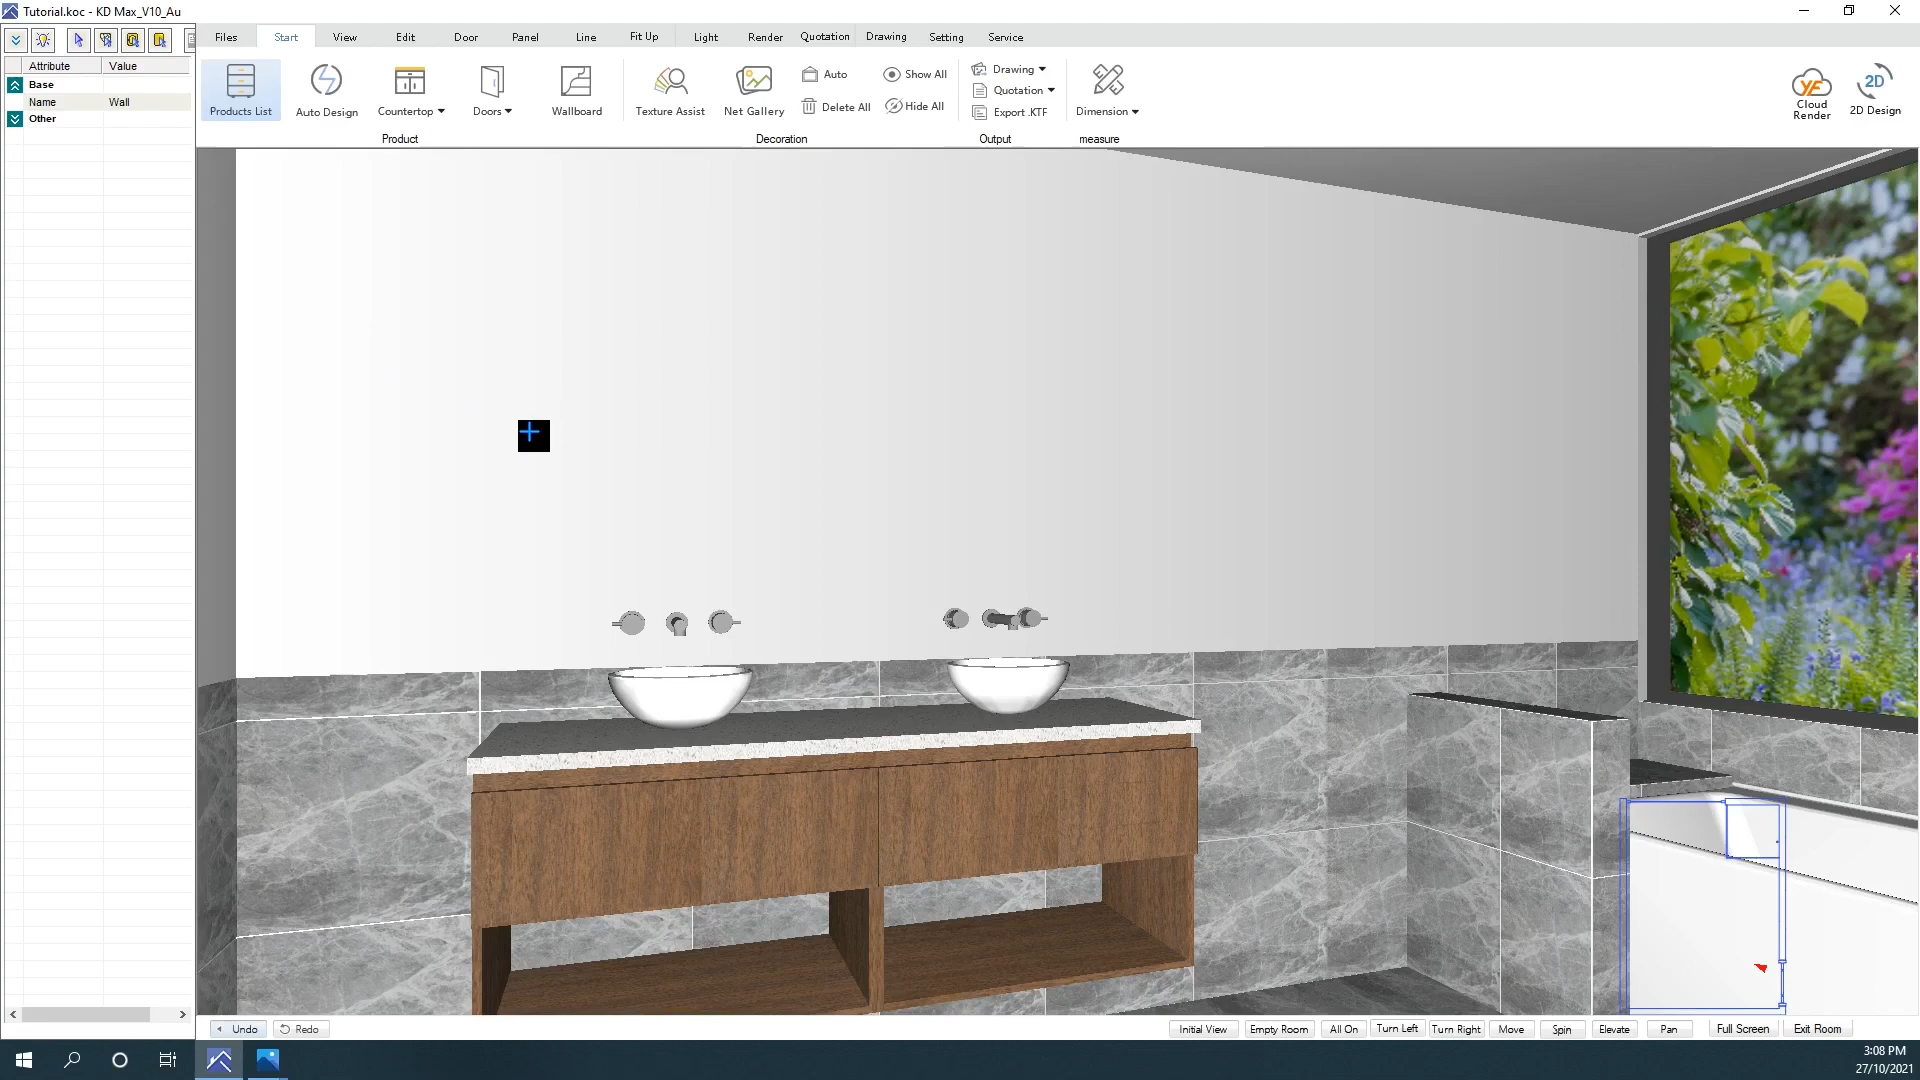 Tutorial.koc - KD Max_V10_Au
Files Start View Edit Door Panel Line Fit Up Light Render Quotation Drawing Setting Service
Attribute Value
Base
Name Wall
Other
Products List
Auto Design
Countertop
Doors
Wallboard
Product
Texture Assist
Net Gallery
Auto
Delete All
Show All
Hide All
Decoration
Drawing
Quotation
Export .KTF
Output
Dimension
measure
YF
Cloud
Render
2D
2D Design
Undo Redo Initial View Empty Room All On Turn Left Turn Right Move Spin Elevate Pan Full Screen Exit Room
3:08 PM
27/10/2021